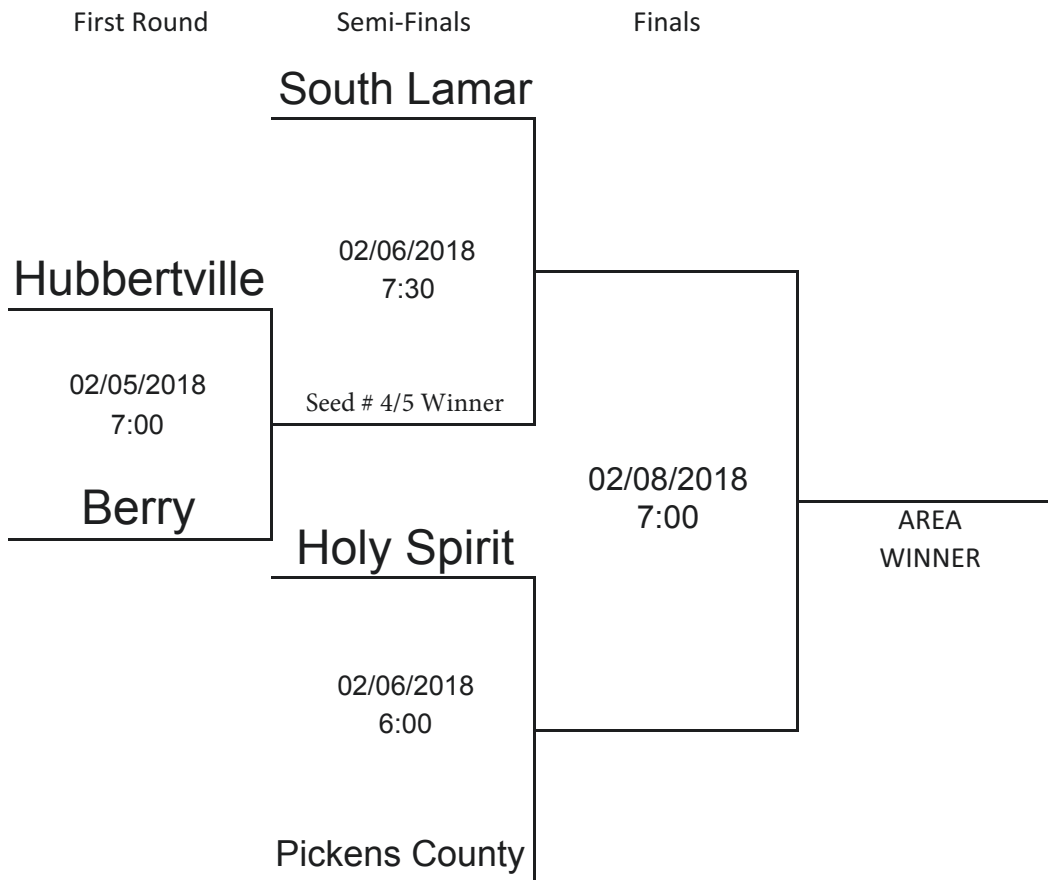 First Round
Semi-Finals
Finals
South Lamar
02/06/2018
7:30
Hubbertville
02/05/2018
7:00
Seed # 4/5 Winner
Berry
Holy Spirit
02/08/2018
7:00
AREA
WINNER
02/06/2018
6:00
Pickens County